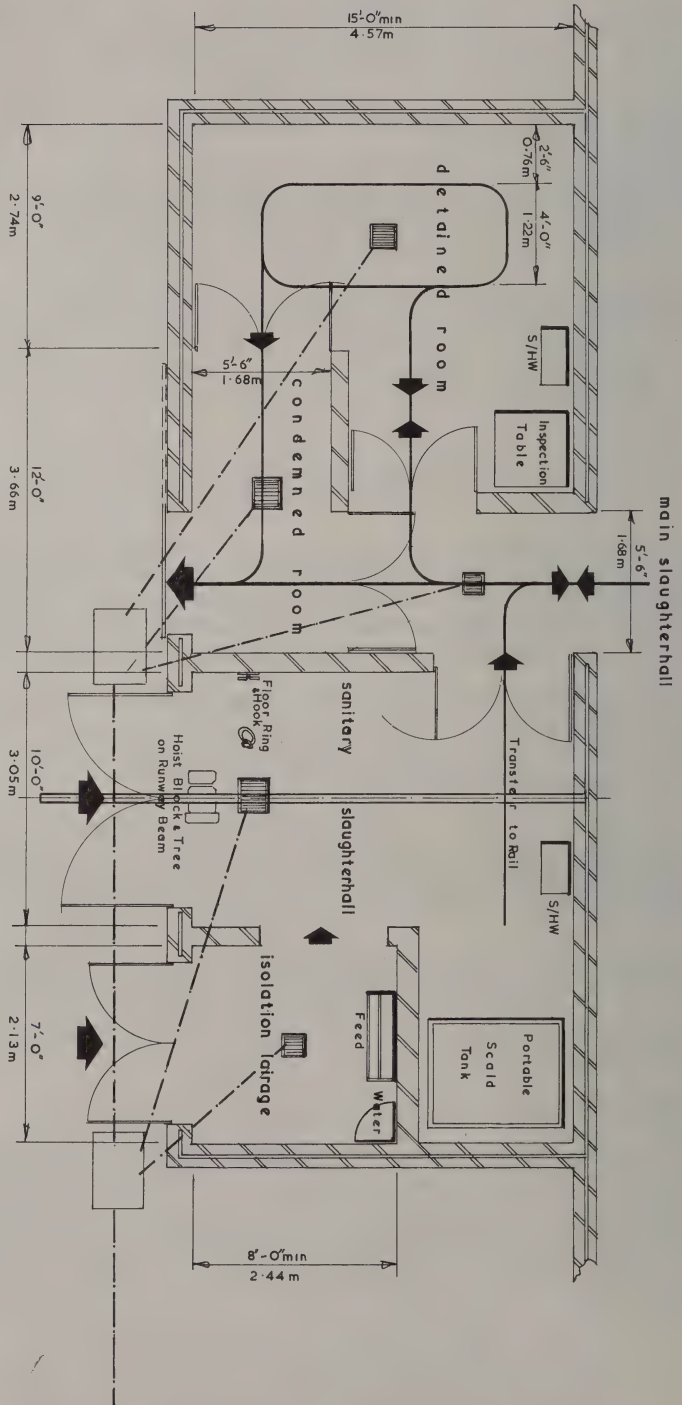 15'-0"min
4·57m
2'-6"
0·76m
4'-0"
1·22m
detained room
S/HW
Inspection
Table
main slaughterhall
5'-6"
1·68m
9'-0"
2·74m
5'-6"
1·68m
condemned room
12'-0"
3·66m
Floor Ring
& Hook
sanitary slaughterhall
Transfer to Rail
S/HW
Hoist Block & Tree
on Runway Beam
10'-0"
3·05m
isolation lairage
Feed
Water
Portable
Scald
Tank
7'-0"
2·13m
8'-0"min
2·44m